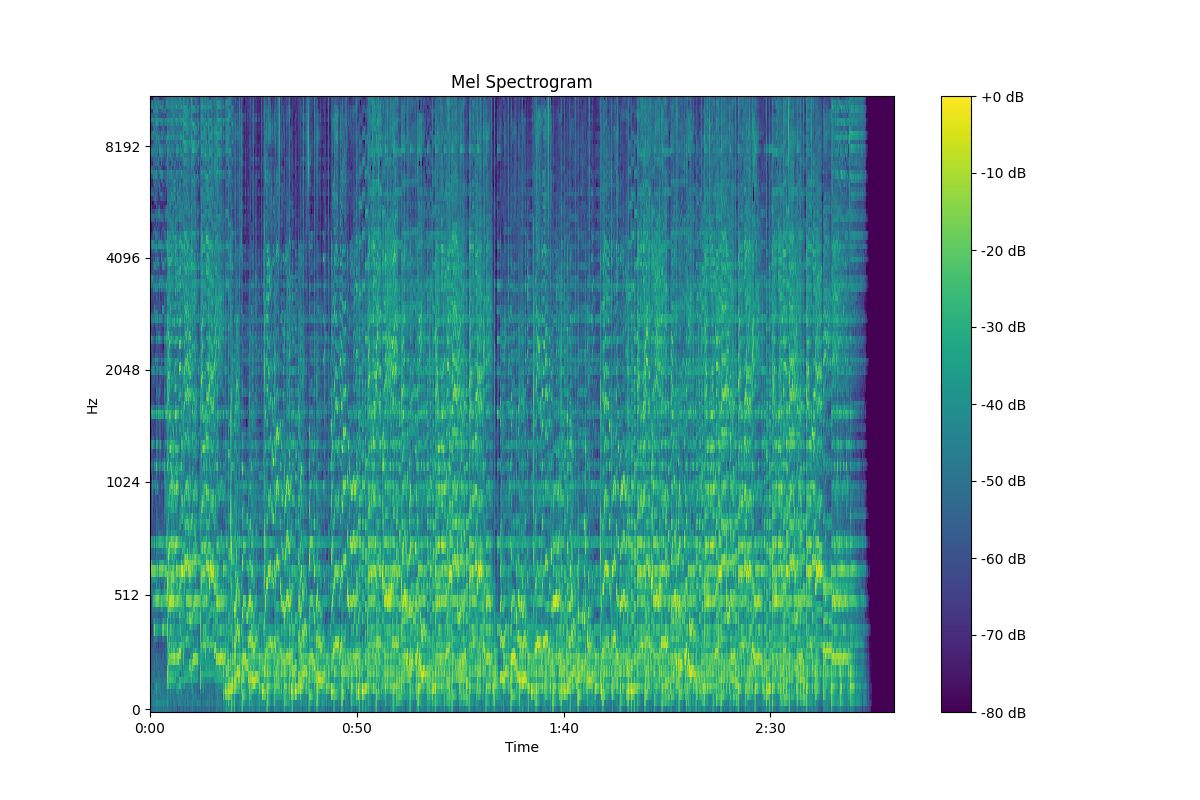 Mel Spectrogram
Hz
8192
4096
2048
1024
512
0
0:00
0:50
1:40
2:30
Time
+0 dB
-10 dB
-20 dB
-30 dB
-40 dB
-50 dB
-60 dB
-70 dB
-80 dB